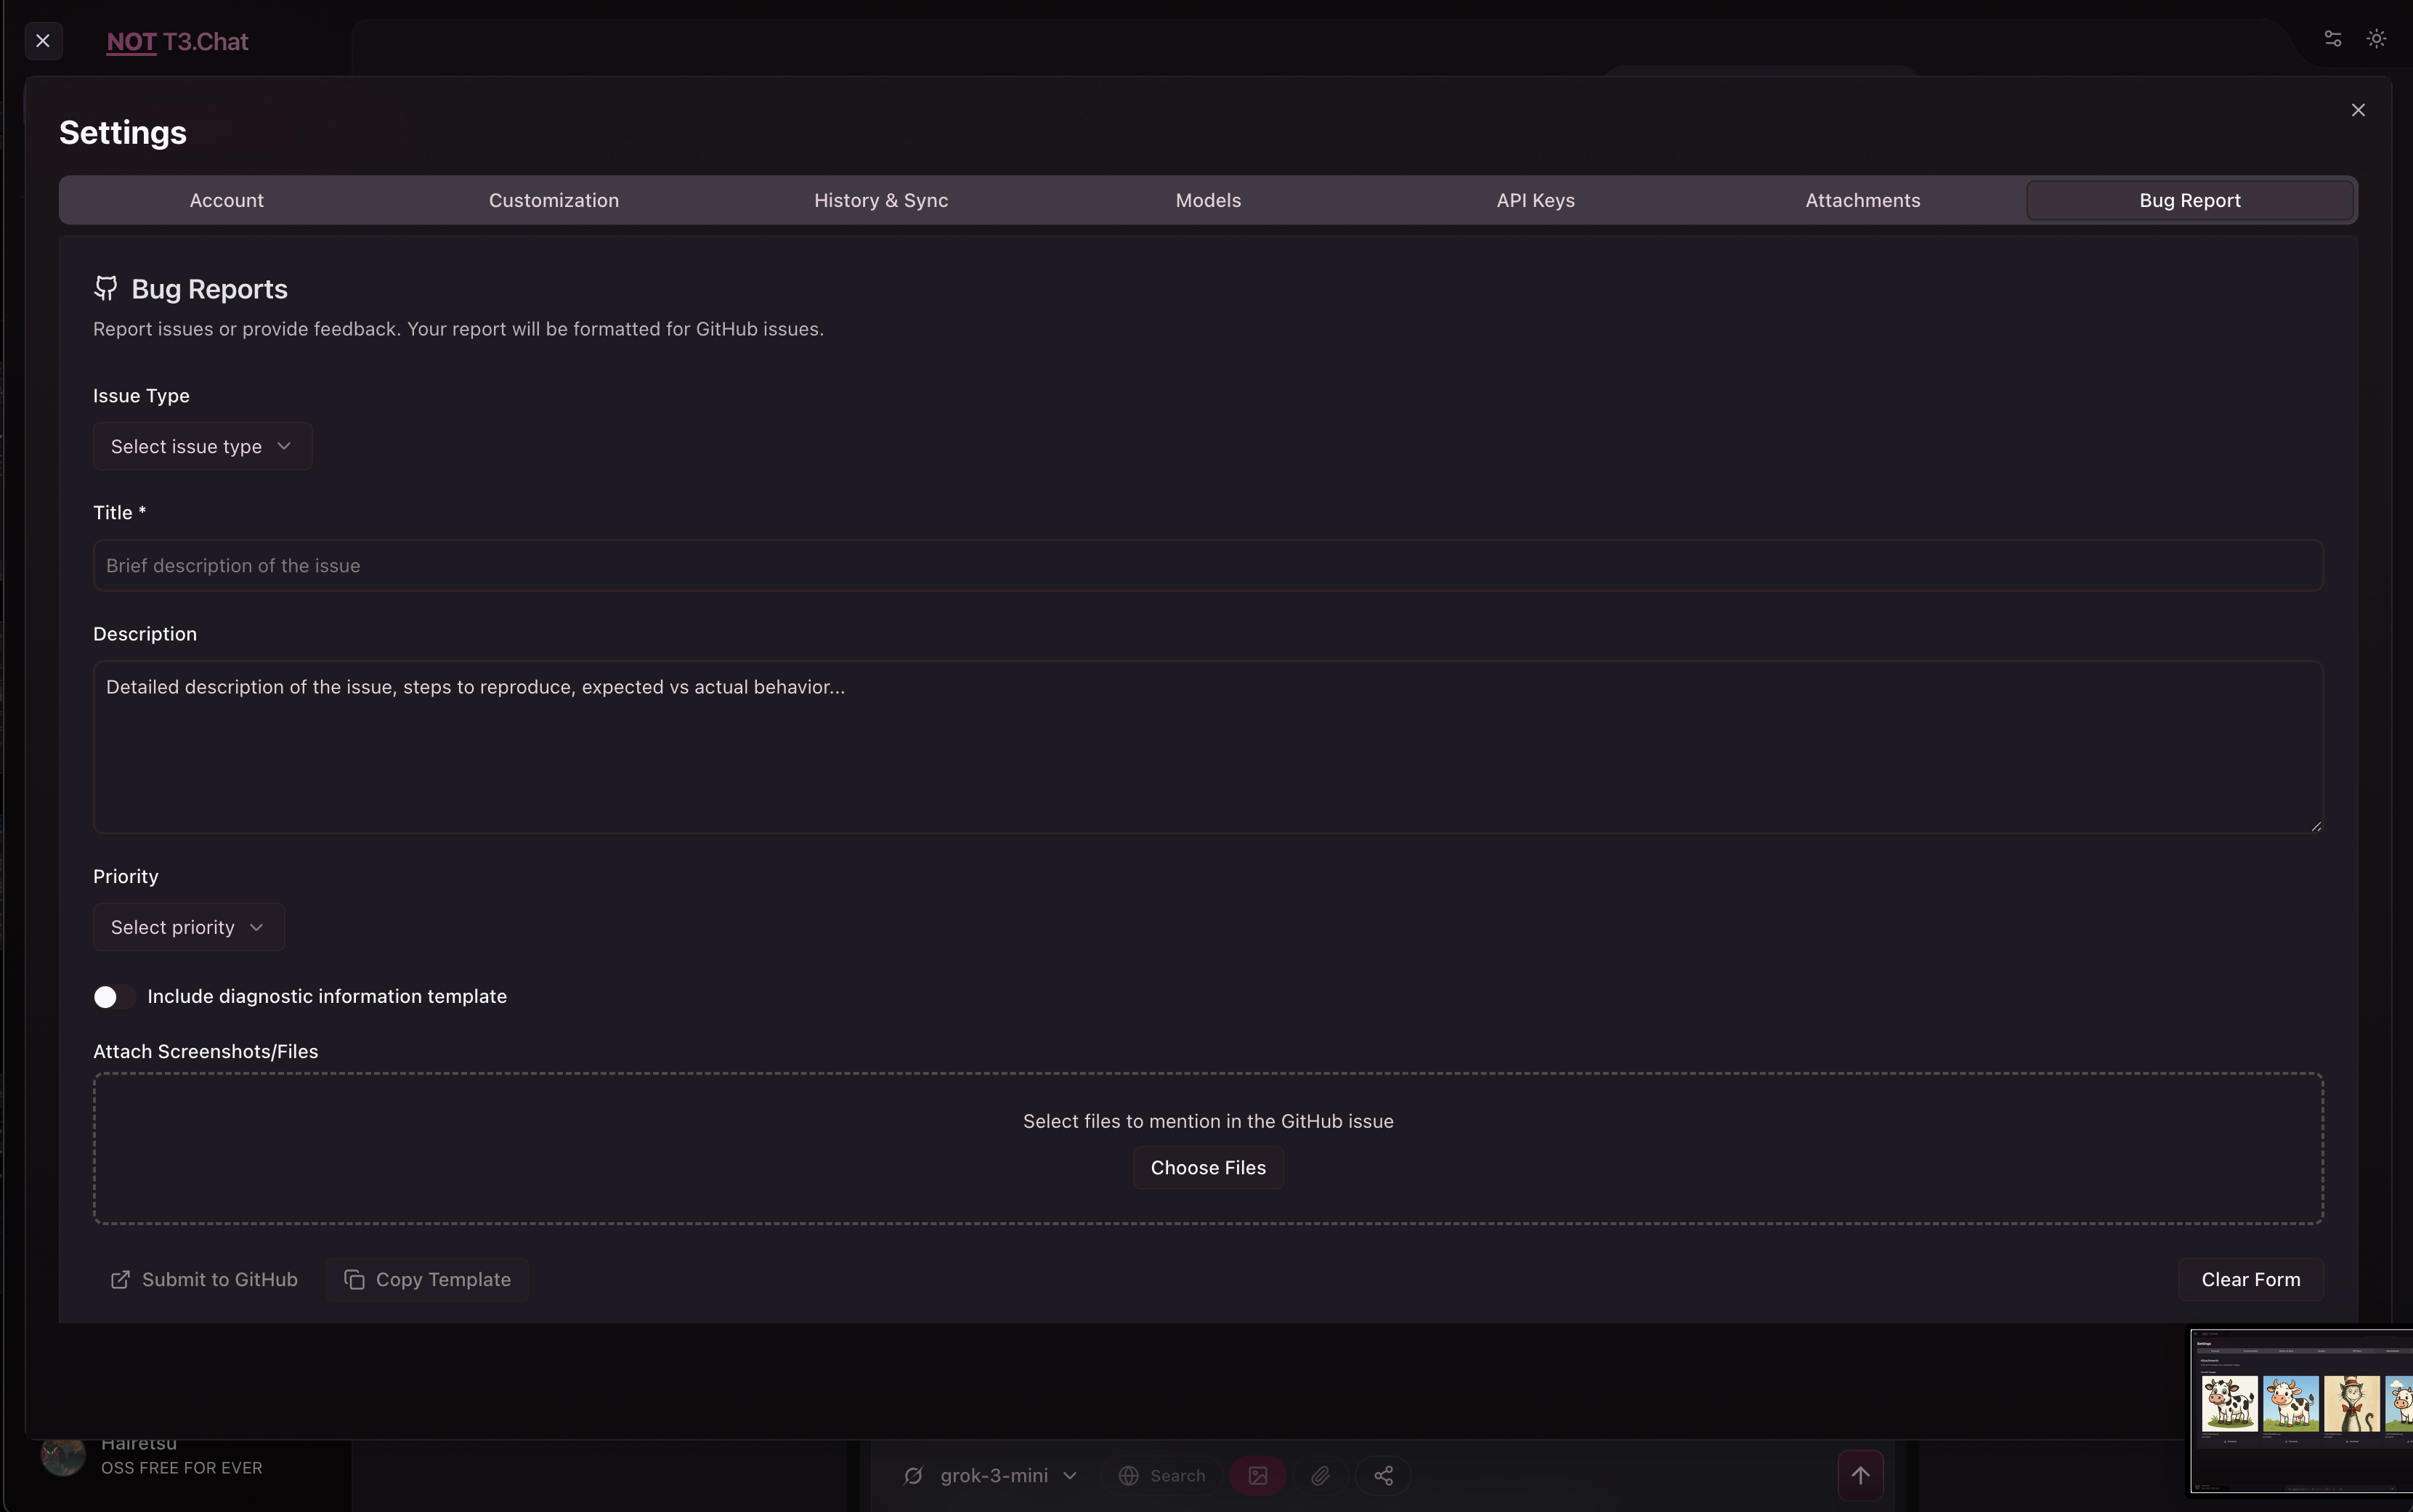 NOT T3.Chat
Settings
Account Customization History & Sync Models API Keys Attachments Bug Report
Bug Reports
Report issues or provide feedback. Your report will be formatted for GitHub issues.
Issue Type
Select issue type
Title *
Brief description of the issue
Description
Detailed description of the issue, steps to reproduce, expected vs actual behavior...
Priority
Select priority
Include diagnostic information template
Attach Screenshots/Files
Select files to mention in the GitHub issue
Choose Files
Submit to GitHub Copy Template Clear Form
Settings
Attachments
Hairetsu
OSS FREE FOR EVER
grok-3-mini Search